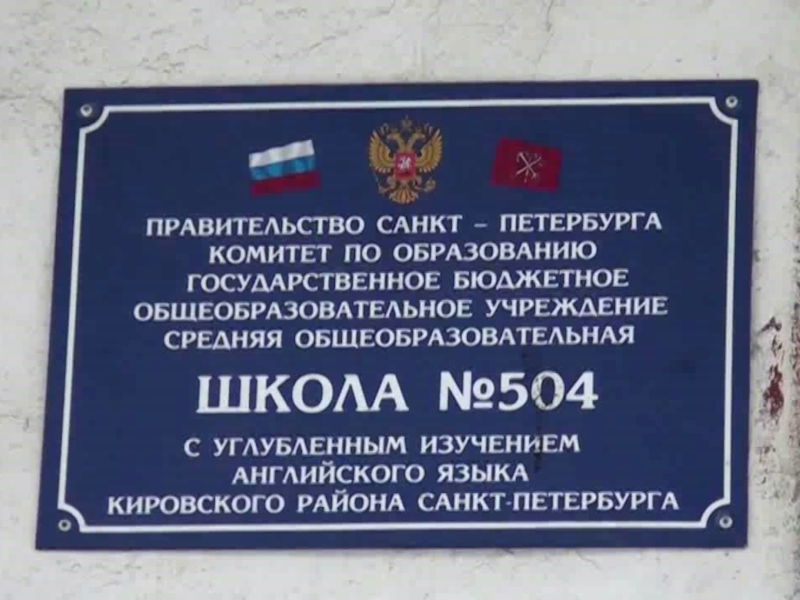 ПРАВИТЕЛЬСТВО САНКТ – ПЕТЕРБУРГА
КОМИТЕТ ПО ОБРАЗОВАНИЮ
ГОСУДАРСТВЕННОЕ БЮДЖЕТНОЕ
ОБЩЕОБРАЗОВАТЕЛЬНОЕ УЧРЕЖДЕНИЕ
СРЕДНЯЯ ОБЩЕОБРАЗОВАТЕЛЬНАЯ
ШКОЛА №504
С УГЛУБЛЕННЫМ ИЗУЧЕНИЕМ
АНГЛИЙСКОГО ЯЗЫКА
КИРОВСКОГО РАЙОНА САНКТ-ПЕТЕРБУРГА